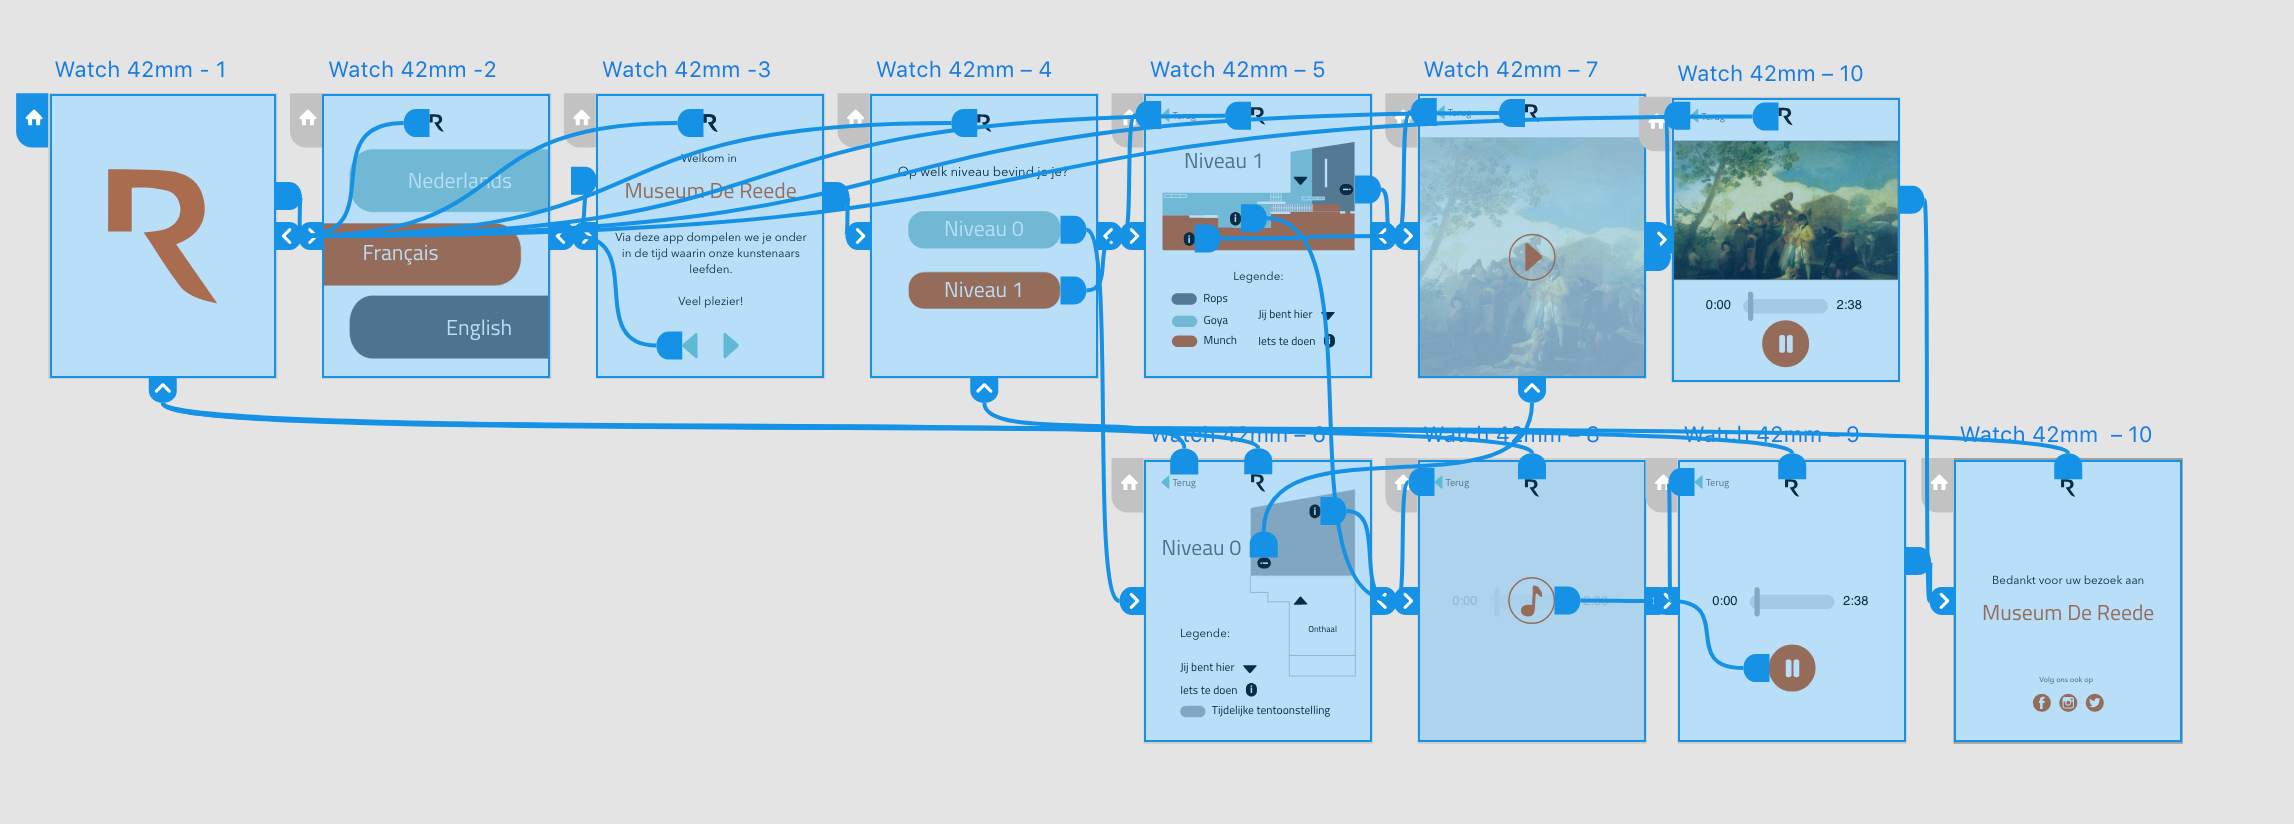 Watch 42mm - 1
R
Watch 42mm -2
R
Nederlands
Français
English
Watch 42mm -3
R
Welkom in
Museum De Reede
Via deze app dompelen we je onder
in de tijd waarin onze kunstenaars
leefden.
Veel plezier!
Watch 42mm – 4
R
Op welk niveau bevind je je?
Niveau 0
Niveau 1
Watch 42mm – 5
Terug
R
Niveau 1
i
i
Legende:
Rops
Goya
Munch
Jij bent hier
Iets te doen
Watch 42mm – 7
Terug
R
Watch 42mm – 10
Terug
R
0:00
2:38
Watch 42mm – 6
Terug
R
Niveau 0
i
Onthaal
Legende:
Jij bent hier
Iets te doen i
Tijdelijke tentoonstelling
Watch 42mm – 8
Terug
R
0:00
2:38
Watch 42mm – 9
Terug
R
0:00
2:38
Watch 42mm – 10
R
Bedankt voor uw bezoek aan
Museum De Reede
Volg ons ook op